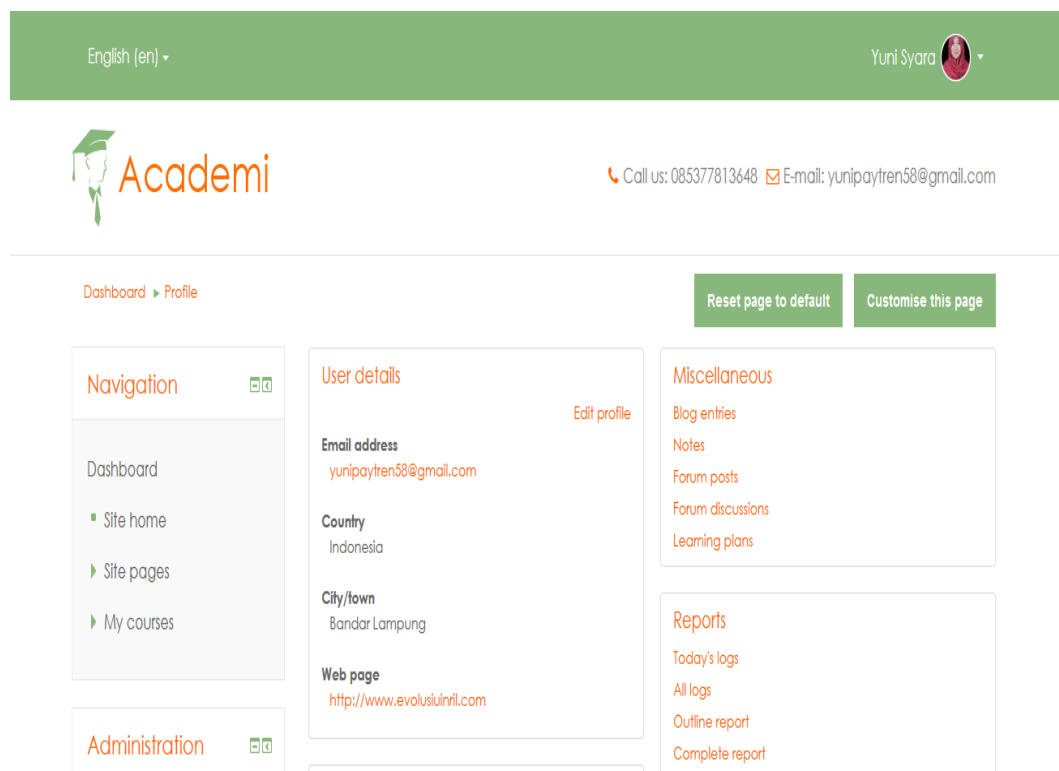 English (en)
Yuni Syara
Academi
Call us: 085377813648 E-mail: yunipaytren58@gmail.com
Dashboard Profile
Reset page to default
Customise this page
Navigation
Dashboard
Site home
Site pages
My courses
Administration
User details
Edit profile
Email address
yunipaytren58@gmail.com
Country
Indonesia
City/town
Bandar Lampung
Web page
http://www.evolusiuinril.com
Miscellaneous
Blog entries
Notes
Forum posts
Forum discussions
Learning plans
Reports
Today's logs
All logs
Outline report
Complete report